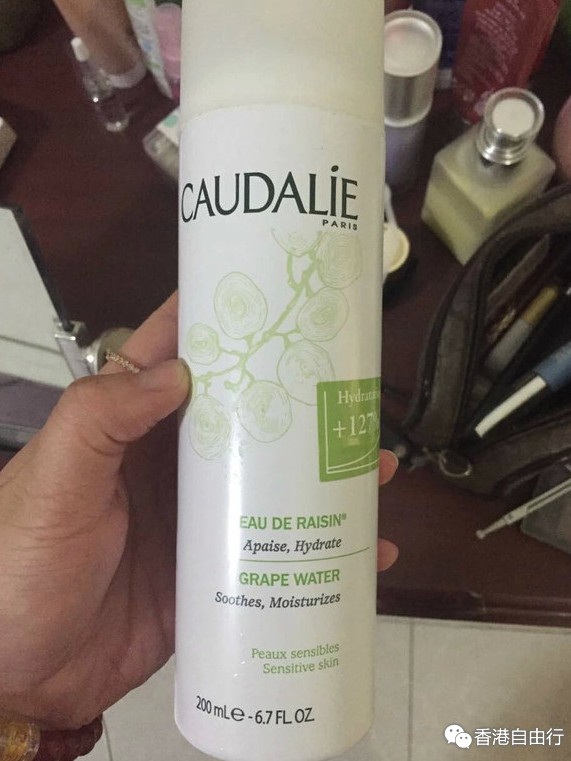 CAUDALIE
PARIS
+127
EAU DE RAISIN®
Apaise, Hydrate
GRAPE WATER
Soothes, Moisturizes
Peaux sensibles
Sensitive skin
200 mL e - 6.7 FL. OZ.
香港自由行